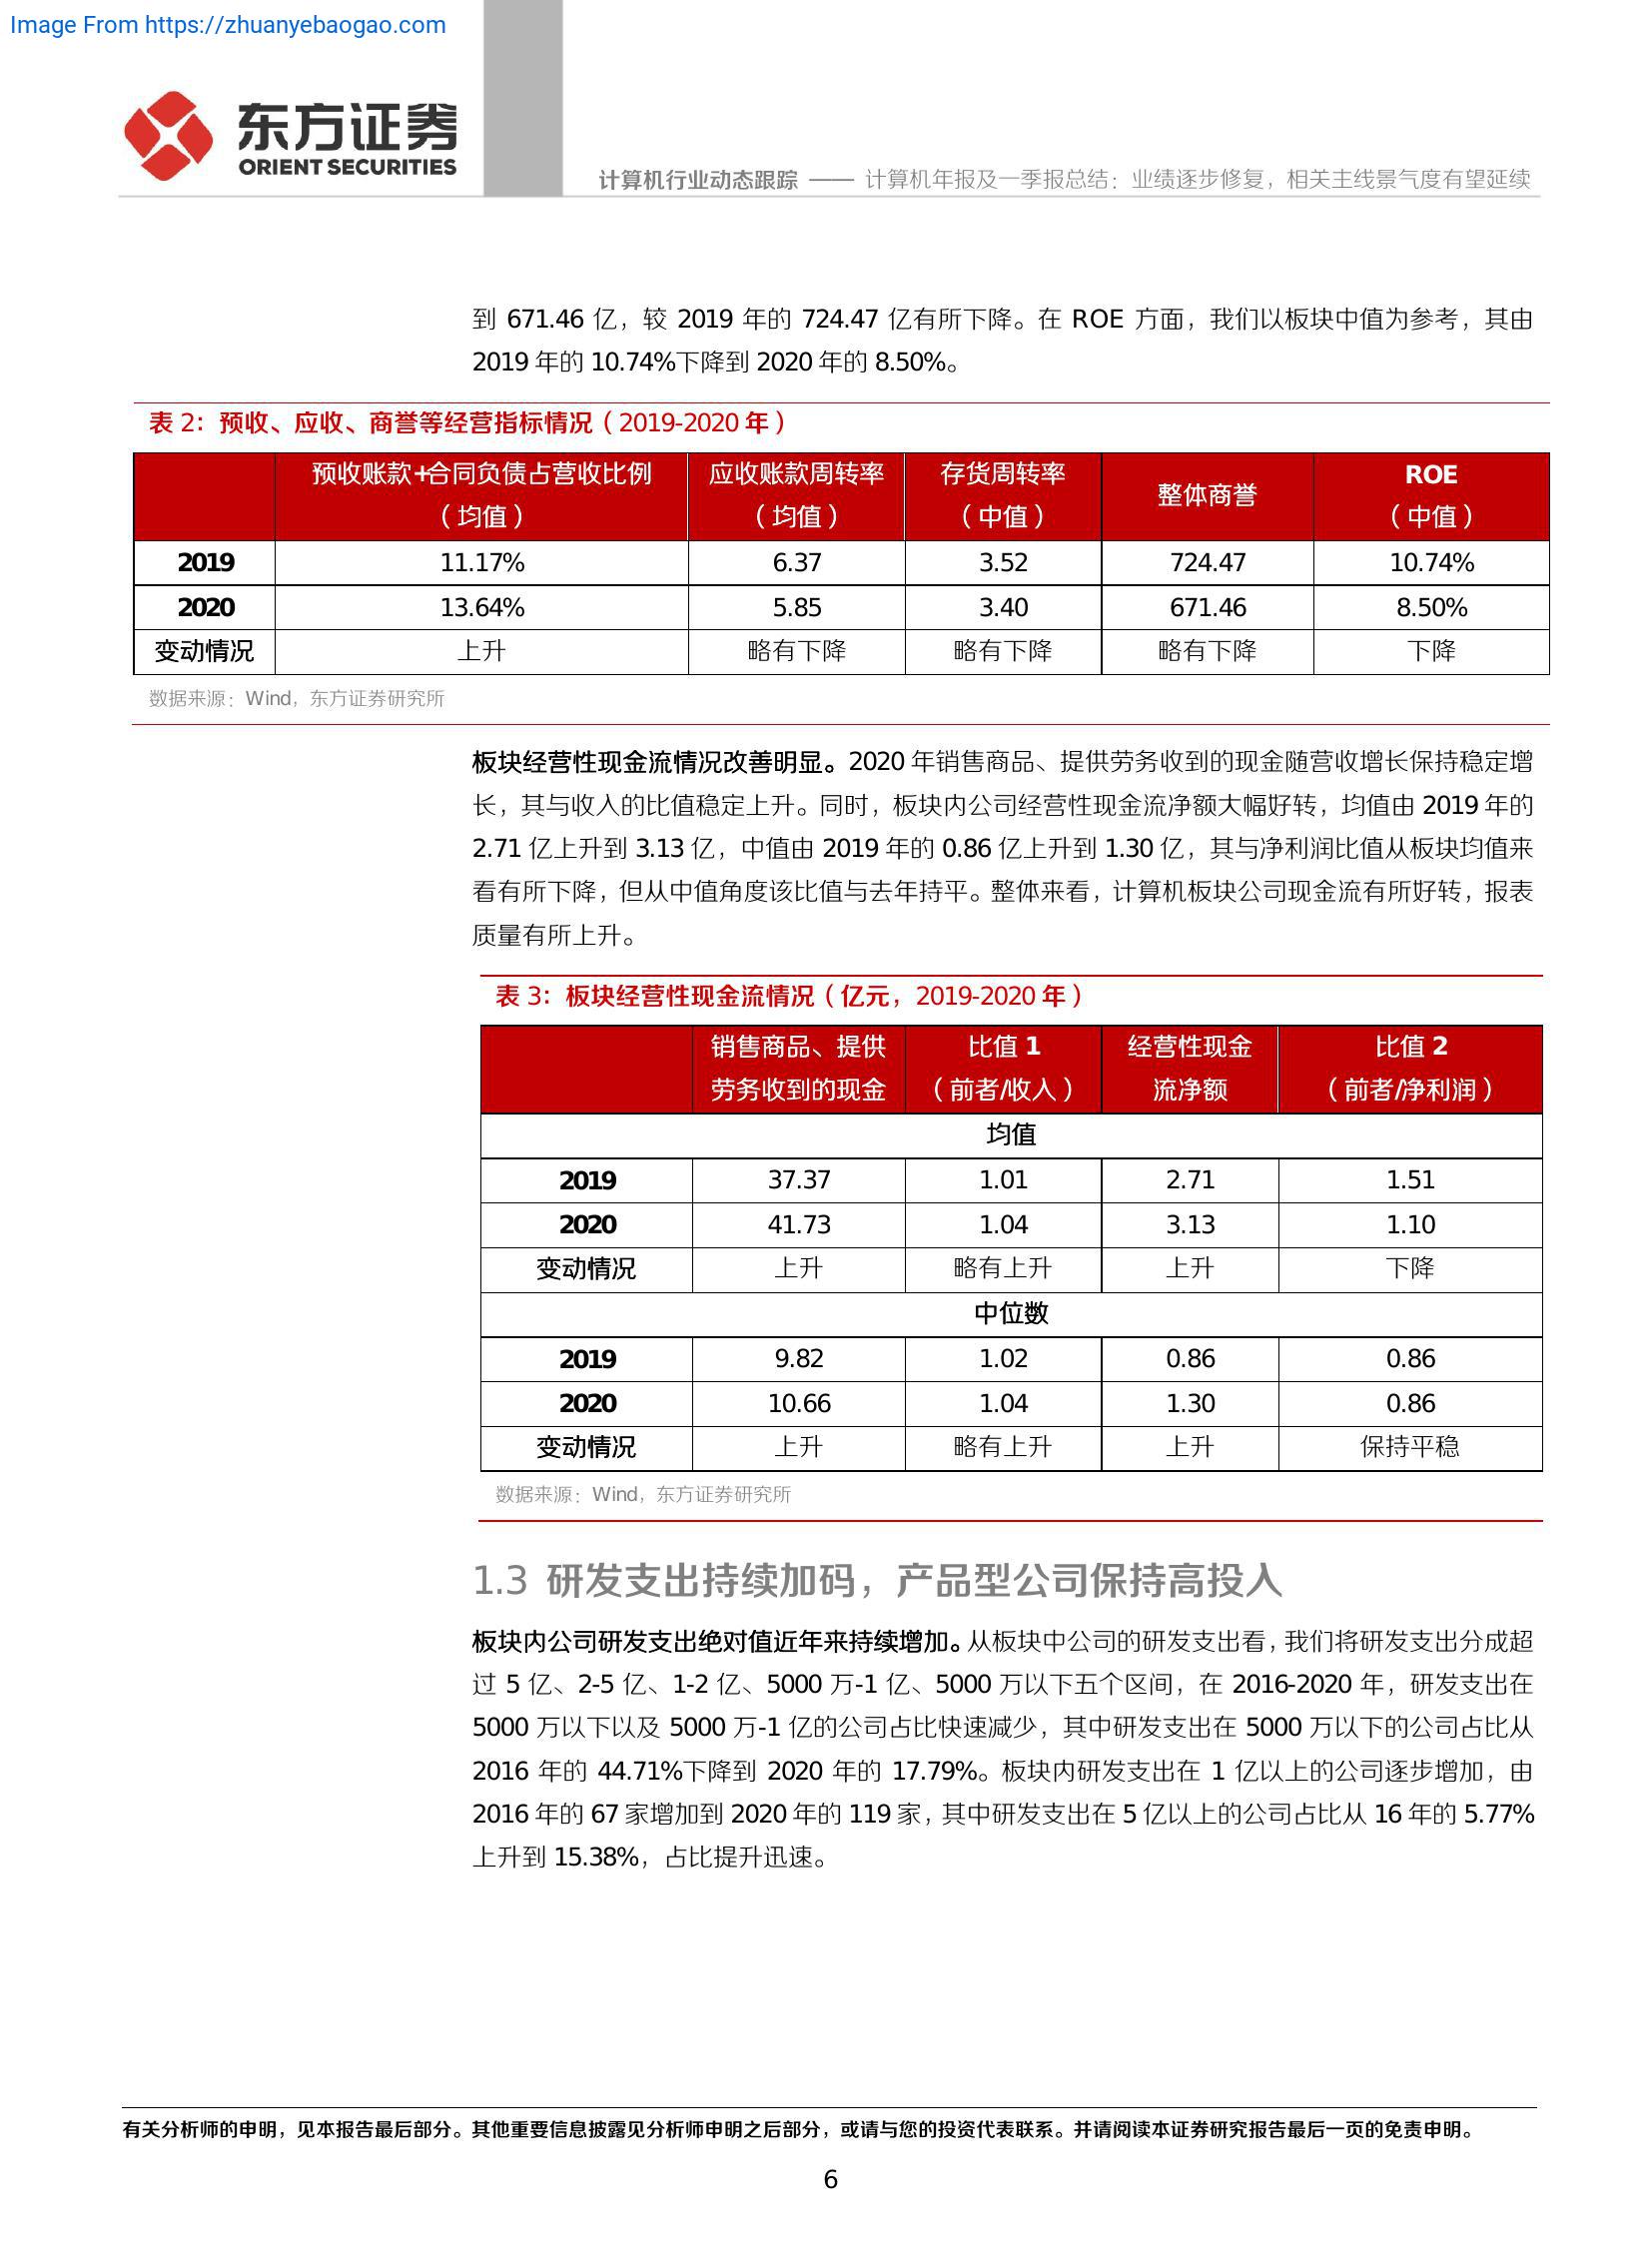 Image From https://zhuanyebaogao.com
东方证券
ORIENT SECURITIES
计算机行业动态跟踪 —— 计算机年报及一季报总结：业绩逐步修复，相关主线景气度有望延续
到 671.46 亿，较 2019 年的 724.47 亿有所下降。在 ROE 方面，我们以板块中值为参考，其由
2019 年的 10.74%下降到 2020 年的 8.50%。
表 2：预收、应收、商誉等经营指标情况（2019-2020 年）
预收账款+合同负债占营收比例（均值） 应收账款周转率（均值） 存货周转率（中值） 整体商誉 ROE（中值）
2019 11.17% 6.37 3.52 724.47 10.74%
2020 13.64% 5.85 3.40 671.46 8.50%
变动情况 上升 略有下降 略有下降 略有下降 下降
数据来源：Wind，东方证券研究所
板块经营性现金流情况改善明显。2020 年销售商品、提供劳务收到的现金随营收增长保持稳定增
长，其与收入的比值稳定上升。同时，板块内公司经营性现金流净额大幅好转，均值由 2019 年的
2.71 亿上升到 3.13 亿，中值由 2019 年的 0.86 亿上升到 1.30 亿，其与净利润比值从板块均值来
看有所下降，但从中值角度该比值与去年持平。整体来看，计算机板块公司现金流有所好转，报表
质量有所上升。
表 3：板块经营性现金流情况（亿元，2019-2020 年）
销售商品、提供劳务收到的现金 比值 1（前者/收入） 经营性现金流净额 比值 2（前者/净利润）
均值
2019 37.37 1.01 2.71 1.51
2020 41.73 1.04 3.13 1.10
变动情况 上升 略有上升 上升 下降
中位数
2019 9.82 1.02 0.86 0.86
2020 10.66 1.04 1.30 0.86
变动情况 上升 略有上升 上升 保持平稳
数据来源：Wind，东方证券研究所
1.3 研发支出持续加码，产品型公司保持高投入
板块内公司研发支出绝对值近年来持续增加。从板块中公司的研发支出看，我们将研发支出分成超
过 5 亿、2-5 亿、1-2 亿、5000 万-1 亿、5000 万以下五个区间，在 2016-2020 年，研发支出在
5000 万以下以及 5000 万-1 亿的公司占比快速减少，其中研发支出在 5000 万以下的公司占比从
2016 年的 44.71%下降到 2020 年的 17.79%。板块内研发支出在 1 亿以上的公司逐步增加，由
2016 年的 67 家增加到 2020 年的 119 家，其中研发支出在 5 亿以上的公司占比从 16 年的 5.77%
上升到 15.38%，占比提升迅速。
有关分析师的申明，见本报告最后部分。其他重要信息披露见分析师申明之后部分，或请与您的投资代表联系。并请阅读本证券研究报告最后一页的免责申明。
6